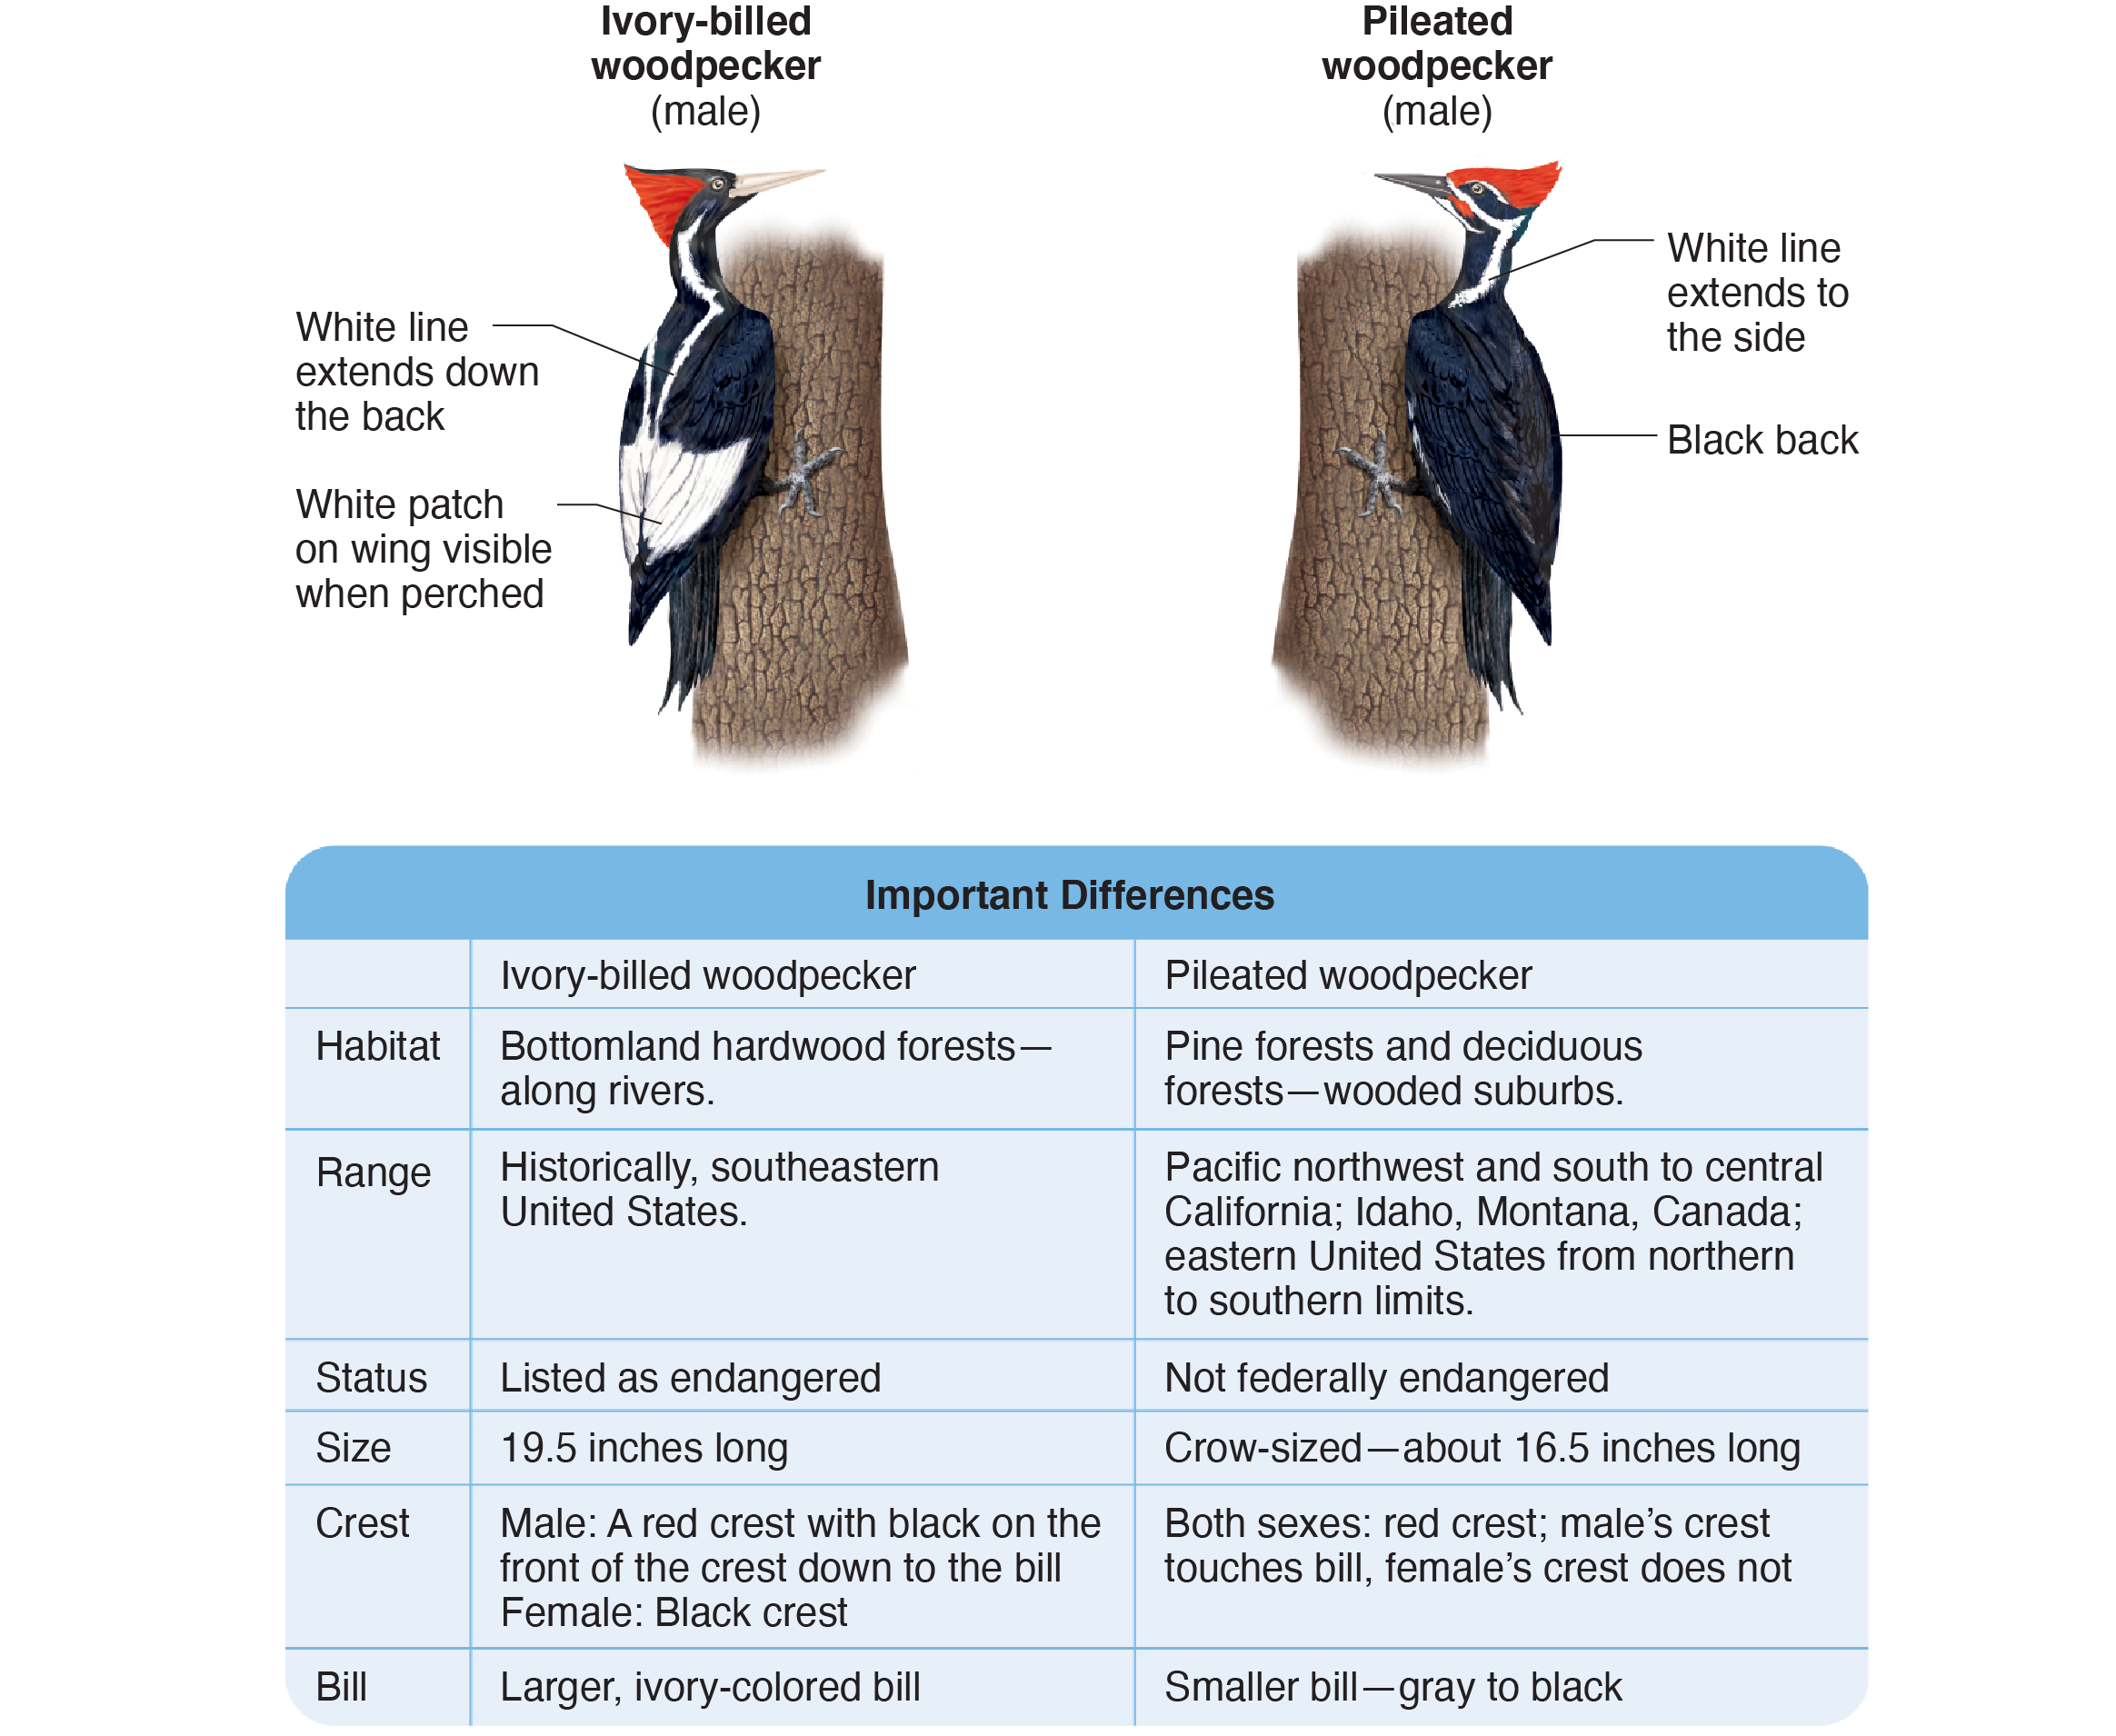 Ivory-billed
woodpecker
(male)
Pileated
woodpecker
(male)
White line
extends down
the back
White patch
on wing visible
when perched
White line
extends to
the side
Black back
Important Differences
Ivory-billed woodpecker
Pileated woodpecker
Habitat
Bottomland hardwood forests—
along rivers.
Pine forests and deciduous
forests—wooded suburbs.
Range
Historically, southeastern
United States.
Pacific northwest and south to central
California; Idaho, Montana, Canada;
eastern United States from northern
to southern limits.
Status
Listed as endangered
Not federally endangered
Size
19.5 inches long
Crow-sized—about 16.5 inches long
Crest
Male: A red crest with black on the
front of the crest down to the bill
Female: Black crest
Both sexes: red crest; male’s crest
touches bill, female’s crest does not
Bill
Larger, ivory-colored bill
Smaller bill—gray to black